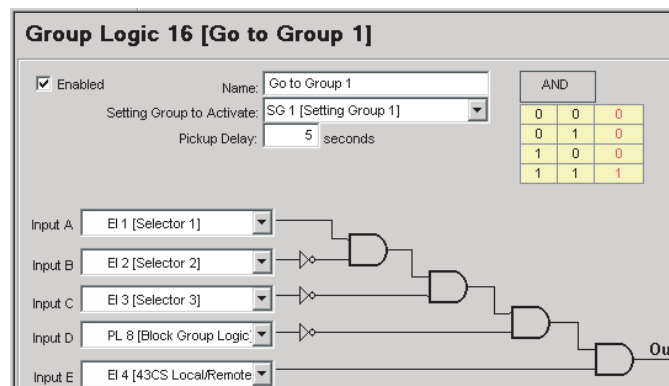 Group Logic 16 [Go to Group 1]
Enabled
Name: Go to Group 1
Setting Group to Activate: SG 1 [Setting Group 1]
Pickup Delay: 5 seconds
AND
0 0 0
0 1 0
1 0 0
1 1 1
Input A EI 1 [Selector 1]
Input B EI 2 [Selector 2]
Input C EI 3 [Selector 3]
Input D PL 8 [Block Group Logic]
Input E EI 4 [43CS Local/Remote
Ou